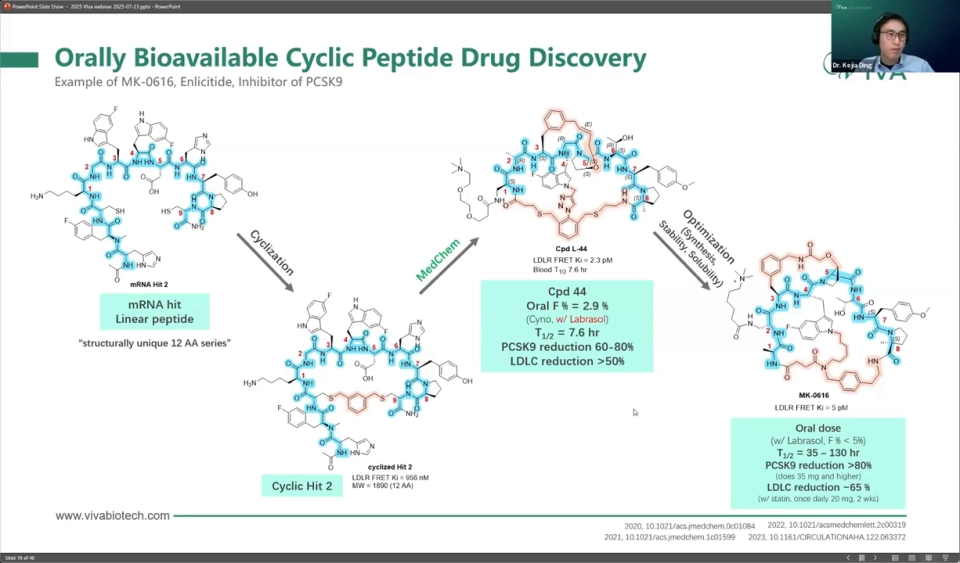 PowerPoint Slide Show - 2025 Viva webinar 2025-07-21.pptx - PowerPoint
Orally Bioavailable Cyclic Peptide Drug Discovery
Example of MK-0616, Enlicitide, Inhibitor of PCSK9
VIVA
Dr. Kejia Ding
mRNA Hit 2
mRNA hit
Linear peptide
"structurally unique 12 AA series"
Cyclization
cyclized Hit 2
LDLR FRET Ki = 956 nM
MW = 1890 (12 AA)
Cyclic Hit 2
MedChem
Cpd L-44
LDLR FRET Ki = 2.3 pM
Blood T1/2 7.6 hr
Cpd 44
Oral F % = 2.9 %
(Cyno, w/ Labrasol)
T1/2 = 7.6 hr
PCSK9 reduction 60-80%
LDLC reduction >50%
Optimization
(Synthesis,
Stability, Solubility)
MK-0616
LDLR FRET Ki = 5 pM
Oral dose
(w/ Labrasol, F % < 5%)
T1/2 = 35 – 130 hr
PCSK9 reduction >80%
(does 35 mg and higher)
LDLC reduction ~65 %
(w/ statin, once daily 20 mg, 2 wks)
www.vivabiotech.com
2020, 10.1021/acs.jmedchem.0c01084 2022, 10.1021/acsmedchemlett.2c00319
2021, 10.1021/acs.jmedchem.1c01599 2023, 10.1161/CIRCULATIONAHA.122.063372
Slide 19 of 48